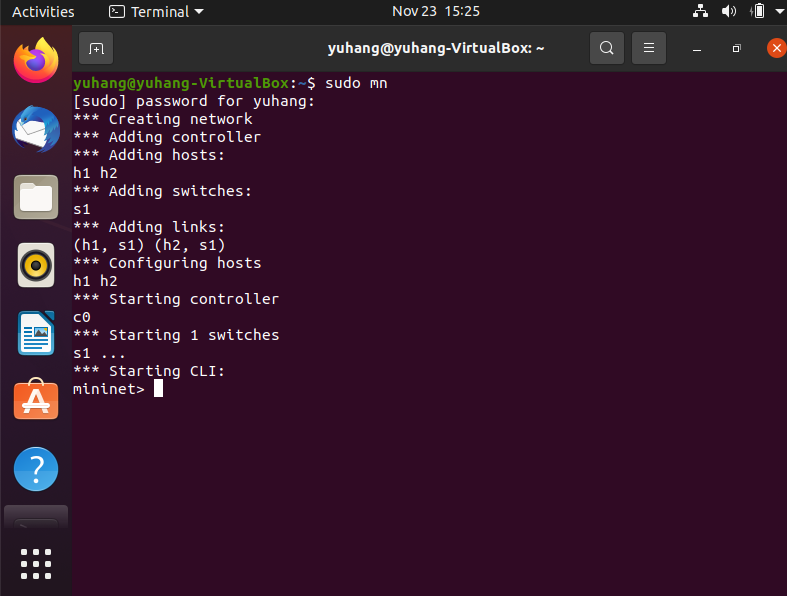 Activities Terminal Nov 23 15:25
yuhang@yuhang-VirtualBox: ~
yuhang@yuhang-VirtualBox:~$ sudo mn
[sudo] password for yuhang:
*** Creating network
*** Adding controller
*** Adding hosts:
h1 h2
*** Adding switches:
s1
*** Adding links:
(h1, s1) (h2, s1)
*** Configuring hosts
h1 h2
*** Starting controller
c0
*** Starting 1 switches
s1 ...
*** Starting CLI:
mininet>